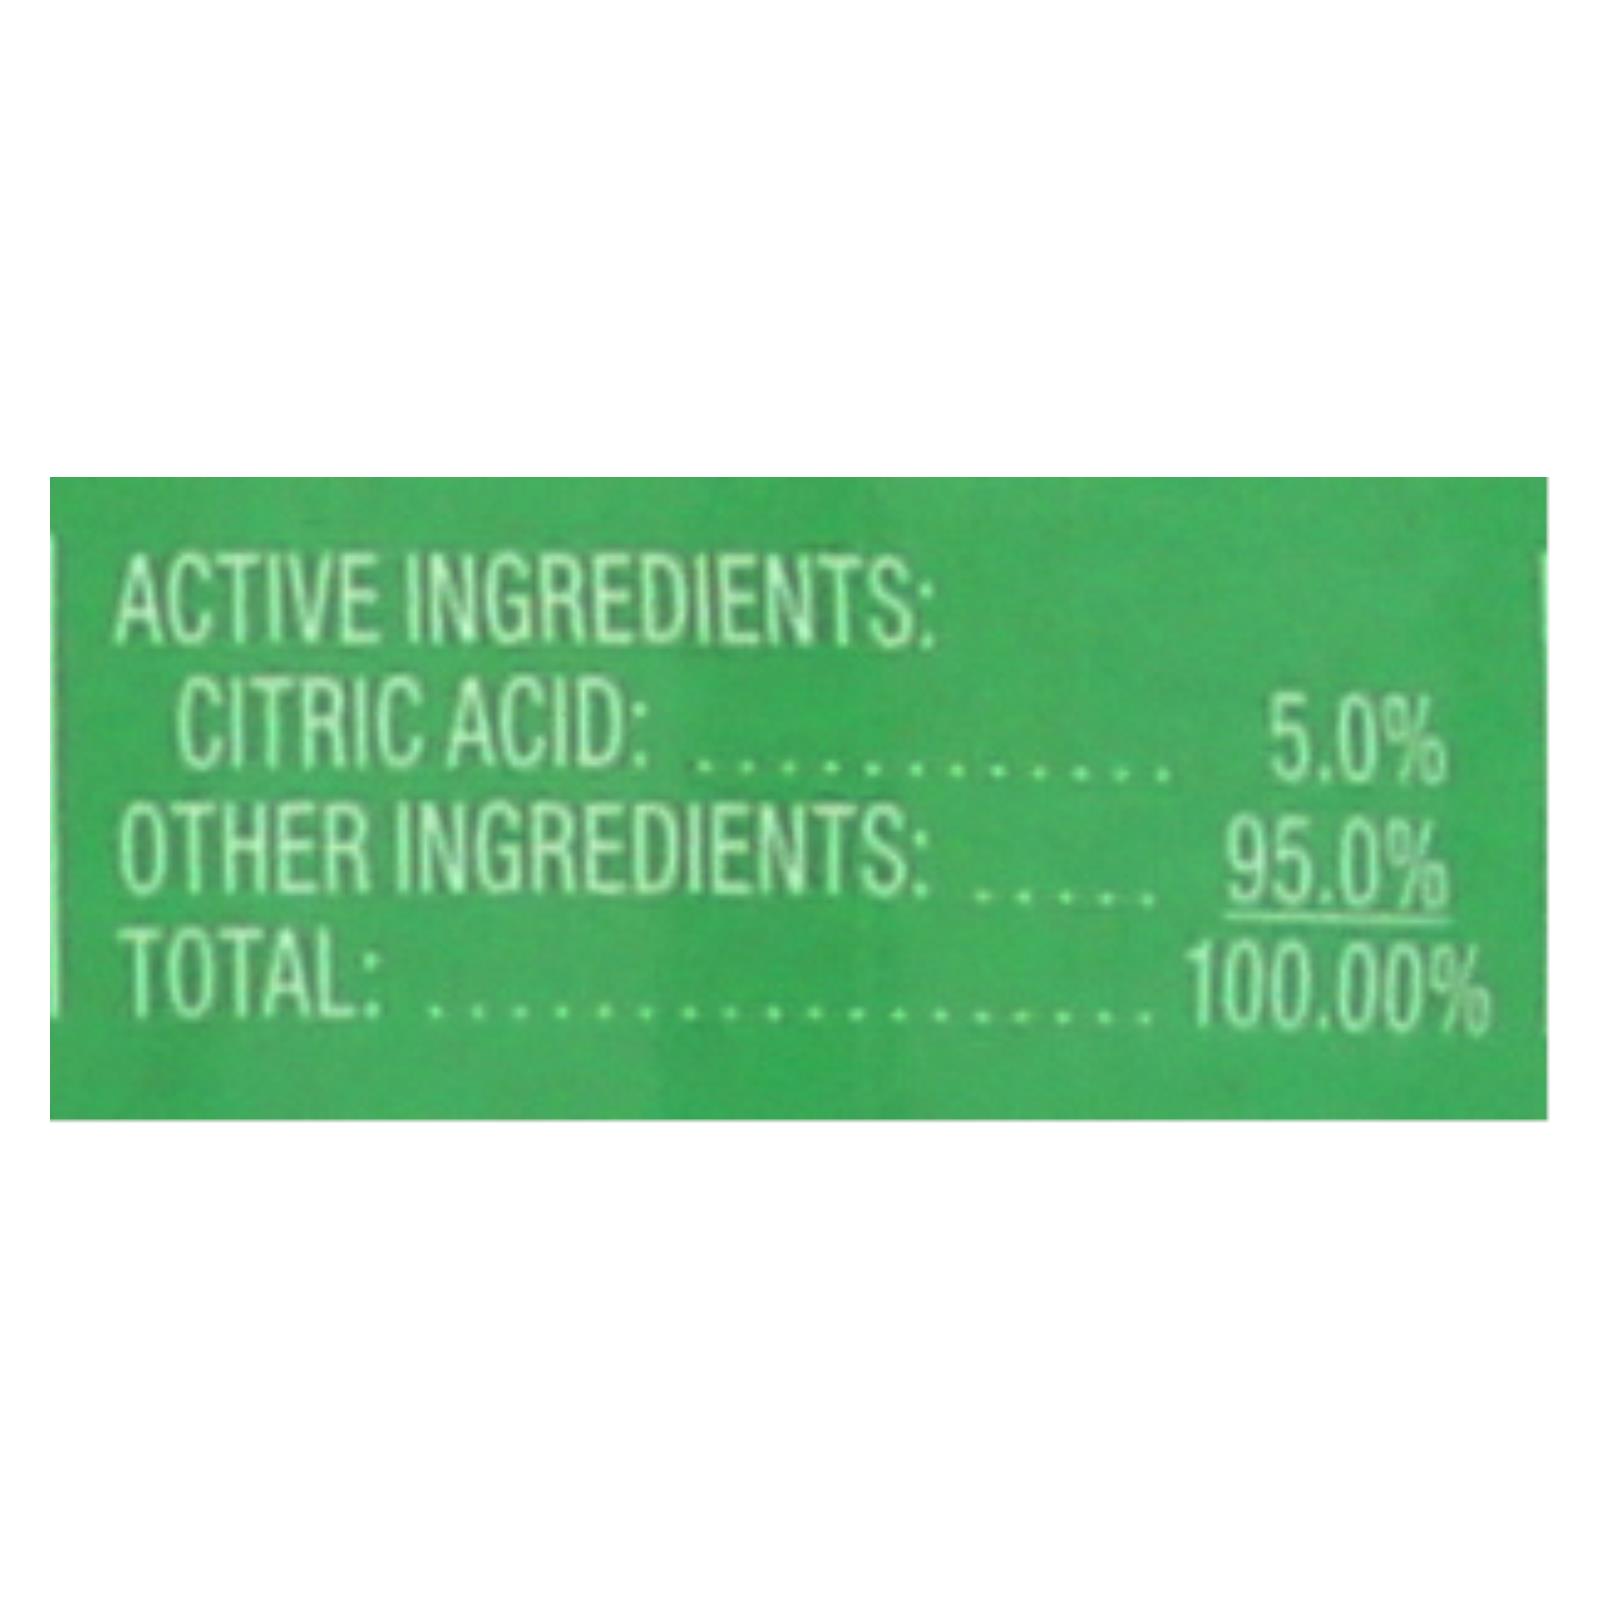 ACTIVE INGREDIENTS:
CITRIC ACID: ............ 5.0%
OTHER INGREDIENTS: ..... 95.0%
TOTAL: .................. 100.00%